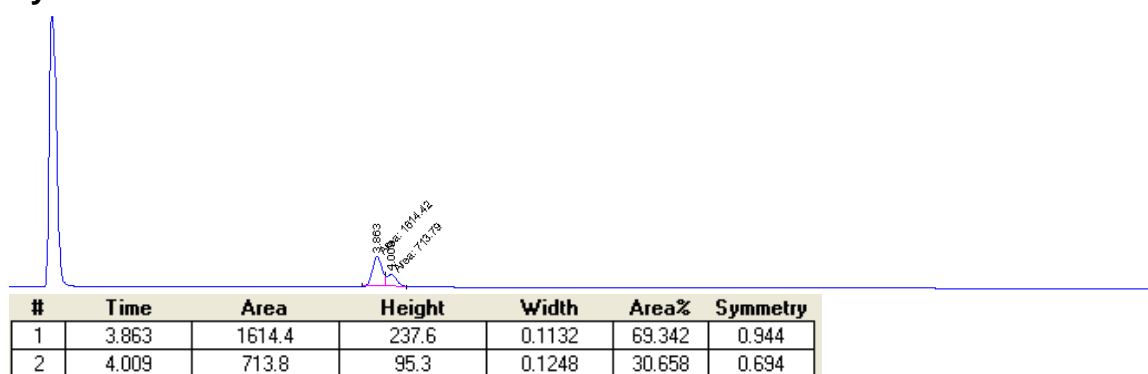 3.863
Area: 1614.42
4.009
Area: 713.79
# Time Area Height Width Area% Symmetry
1 3.863 1614.4 237.6 0.1132 69.342 0.944
2 4.009 713.8 95.3 0.1248 30.658 0.694